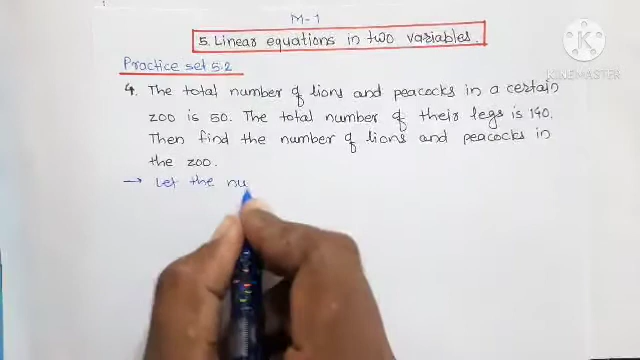 M-1
5. Linear equations in two variables.
KINEMASTER
Practice set 5.2
4. The total number of lions and peacocks in a certain
zoo is 50. The total number of their legs is 140.
Then find the number of lions and peacocks in
the zoo.
→ Let the nu